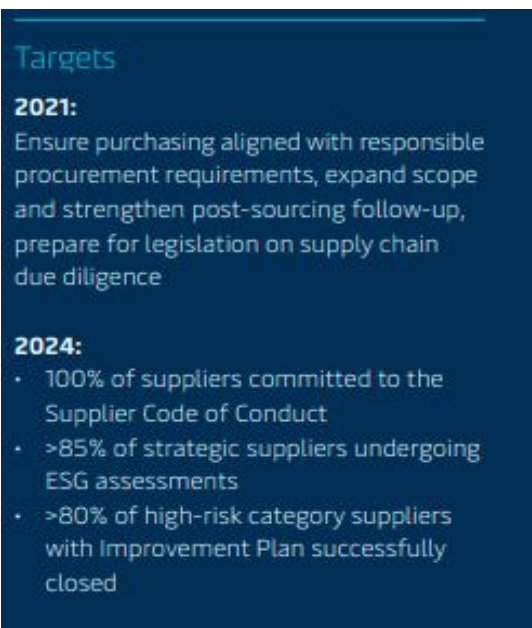 Targets
2021:
Ensure purchasing aligned with responsible
procurement requirements, expand scope
and strengthen post-sourcing follow-up,
prepare for legislation on supply chain
due diligence
2024:
• 100% of suppliers committed to the
Supplier Code of Conduct
• >85% of strategic suppliers undergoing
ESG assessments
• >80% of high-risk category suppliers
with Improvement Plan successfully
closed